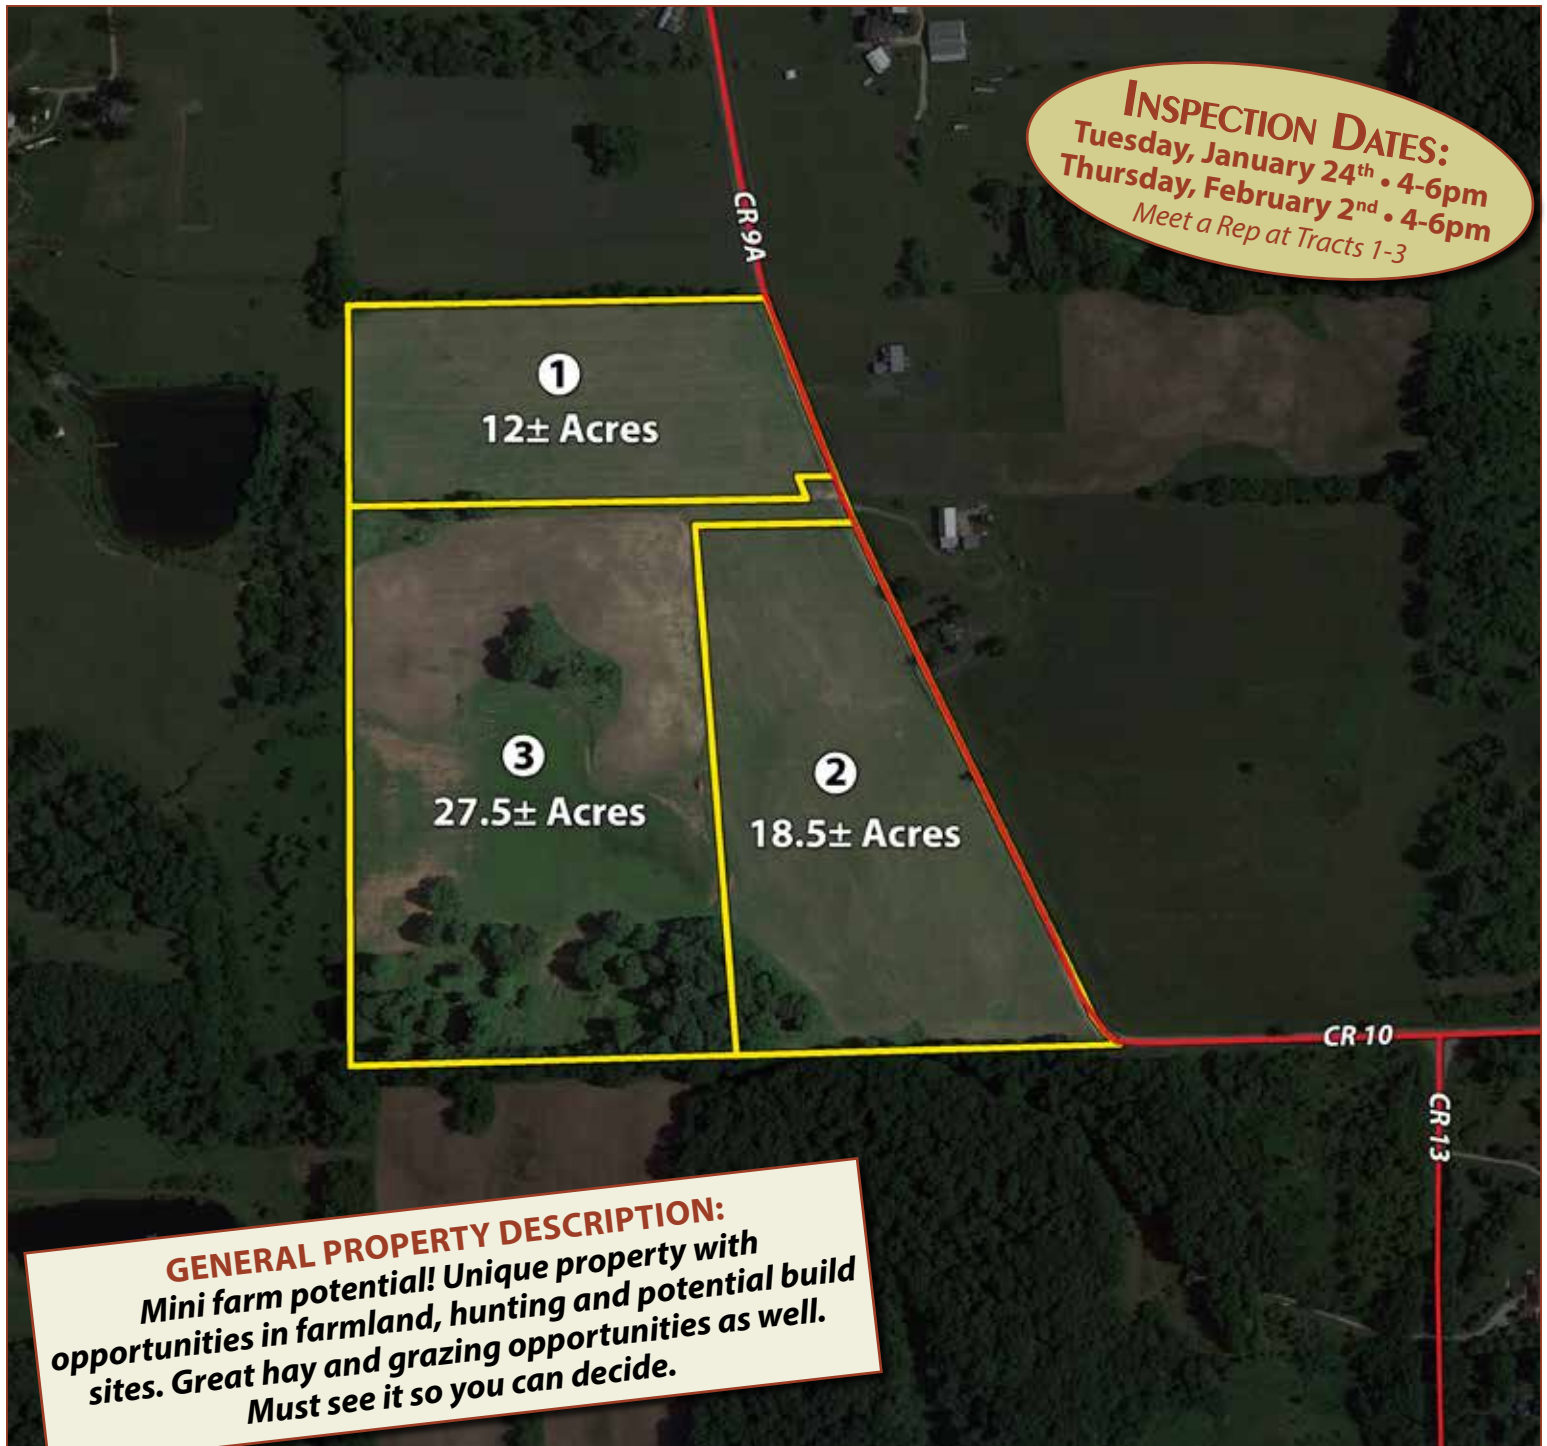 INSPECTION DATES:
Tuesday, January 24th • 4-6pm
Thursday, February 2nd • 4-6pm
Meet a Rep at Tracts 1-3
CR 9A
1
12± Acres
3
27.5± Acres
2
18.5± Acres
CR 10
CR 13
GENERAL PROPERTY DESCRIPTION:
Mini farm potential! Unique property with
opportunities in farmland, hunting and potential build
sites. Great hay and grazing opportunities as well.
Must see it so you can decide.